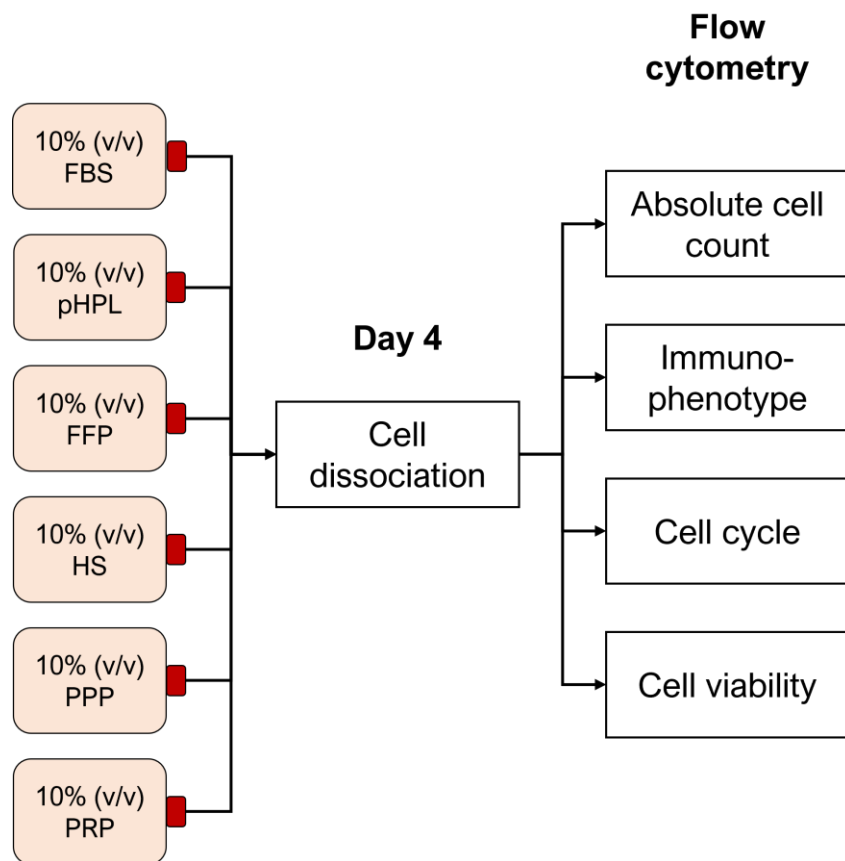 Flow
cytometry
10% (v/v)
FBS
10% (v/v)
pHPL
10% (v/v)
FFP
10% (v/v)
HS
10% (v/v)
PPP
10% (v/v)
PRP
Day 4
Cell
dissociation
Absolute cell
count
Immuno-
phenotype
Cell cycle
Cell viability